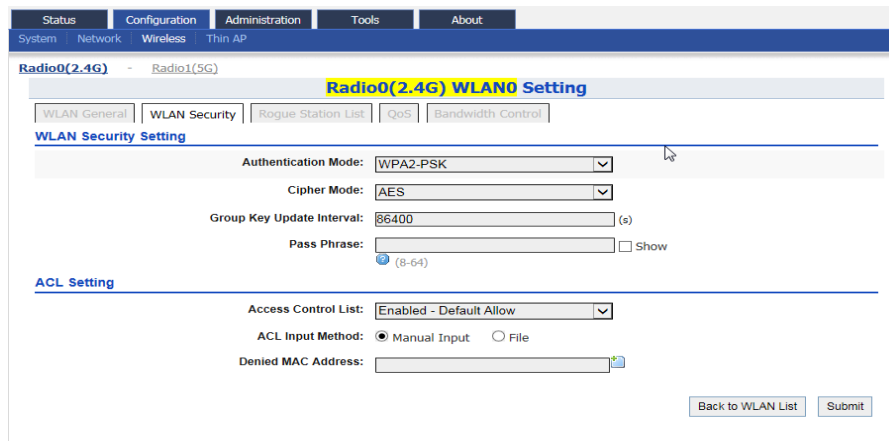 Status Configuration Administration Tools About
System Network Wireless Thin AP
Radio0(2.4G) - Radio1(5G)
Radio0(2.4G) WLAN0 Setting
WLAN General WLAN Security Rogue Station List QoS Bandwidth Control
WLAN Security Setting
Authentication Mode: WPA2-PSK
Cipher Mode: AES
Group Key Update Interval: 86400 (s)
Pass Phrase: Show
? (8-64)
ACL Setting
Access Control List: Enabled - Default Allow
ACL Input Method: Manual Input File
Denied MAC Address:
Back to WLAN List Submit